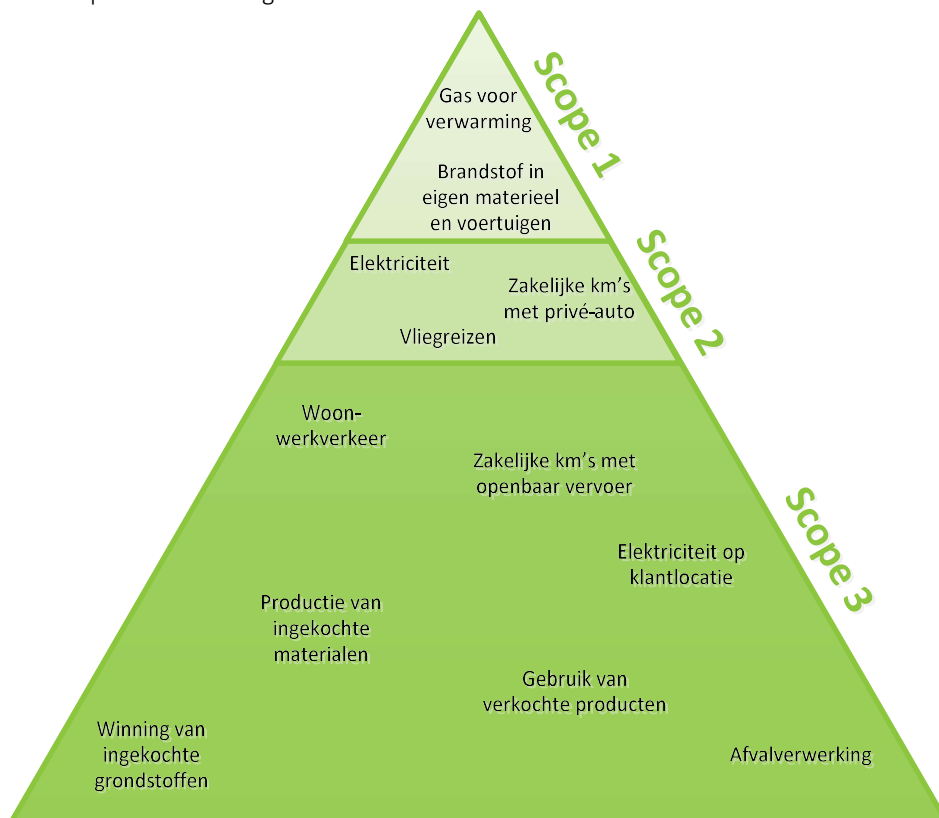 Scope 1
Gas voor
verwarming
Brandstof in
eigen materieel
en voertuigen
Scope 2
Elektriciteit
Zakelijke km's
met privé-auto
Vliegreizen
Scope 3
Woon-
werkverkeer
Zakelijke km's met
openbaar vervoer
Elektriciteit op
klantlocatie
Productie van
ingekochte
materialen
Gebruik van
verkochte producten
Winning van
ingekochte
grondstoffen
Afvalverwerking